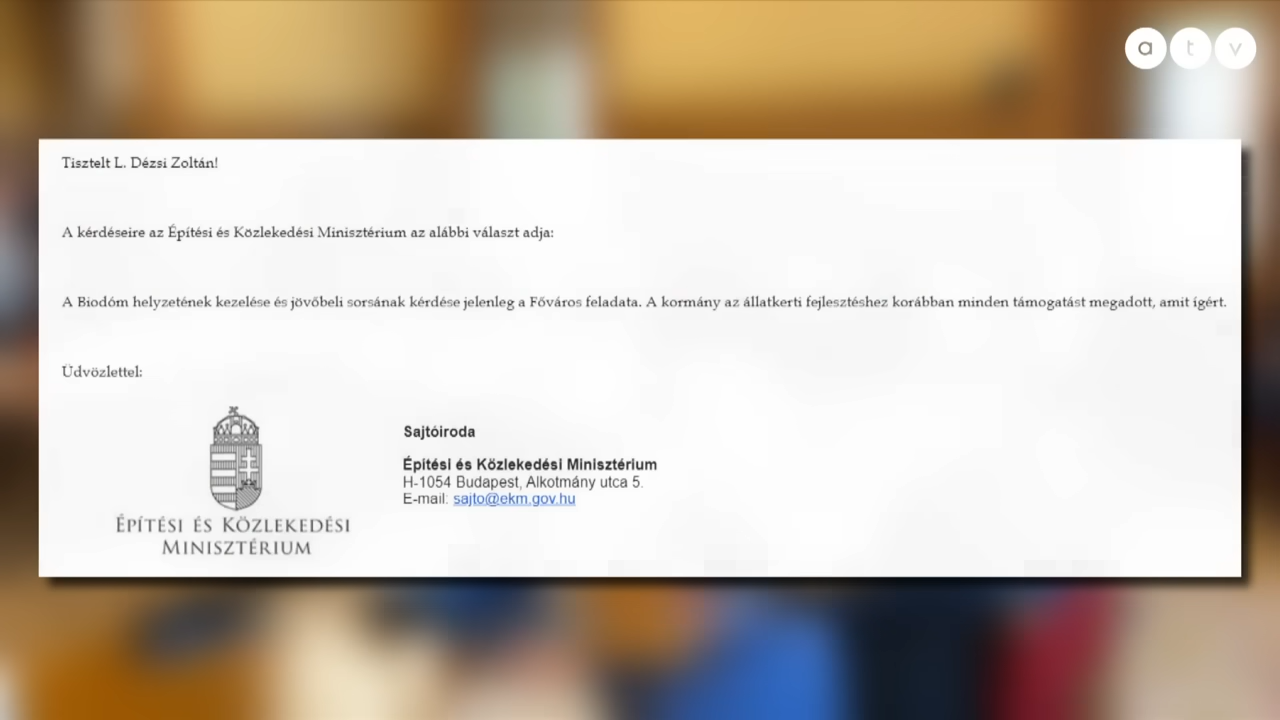 atv
Tisztelt L. Dézsi Zoltán!
A kérdéseire az Építési és Közlekedési Minisztérium az alábbi választ adja:
A Biodóm helyzetének kezelése és jövőbeli sorsának kérdése jelenleg a Főváros feladata. A kormány az állatkerti fejlesztéshez korábban minden támogatást megadott, amit ígért.
Üdvözlettel:
ÉPÍTÉSI ÉS KÖZLEKEDÉSI
MINISZTÉRIUM
Sajtóiroda
Építési és Közlekedési Minisztérium
H-1054 Budapest, Alkotmány utca 5.
E-mail: sajto@ekm.gov.hu